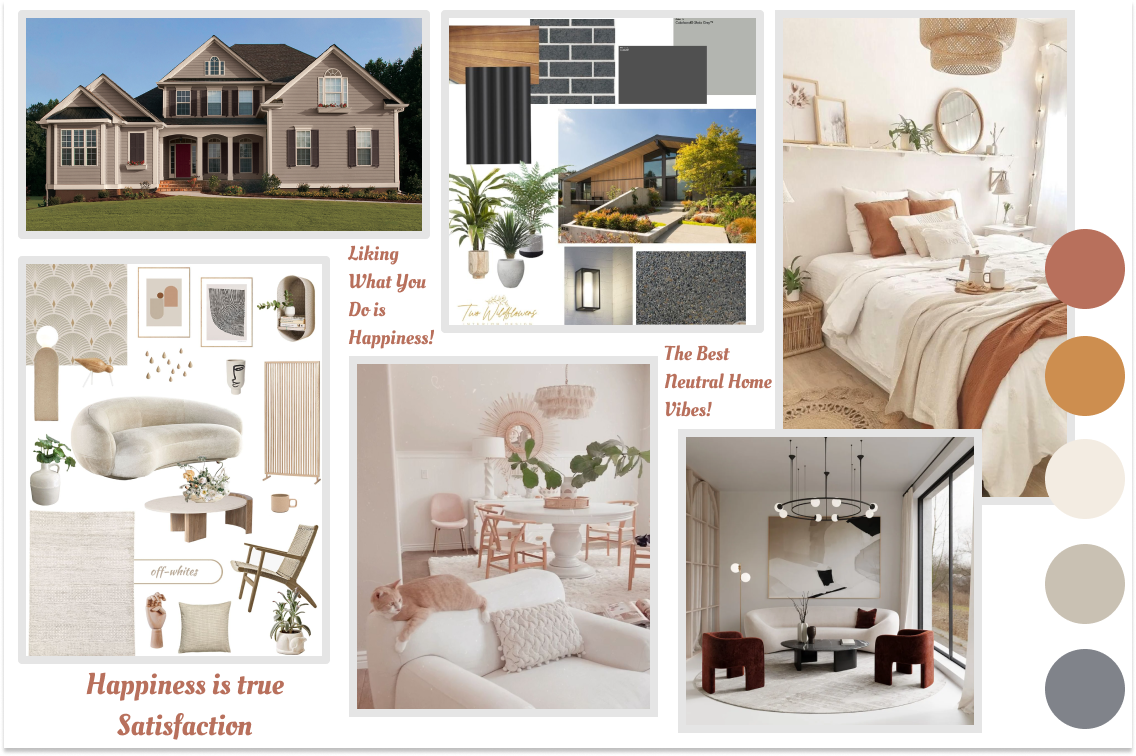 Liking
What You
Do is
Happiness!
Two Wildflowers
The Best
Neutral Home
Vibes!
off-whites
Happiness is true
Satisfaction